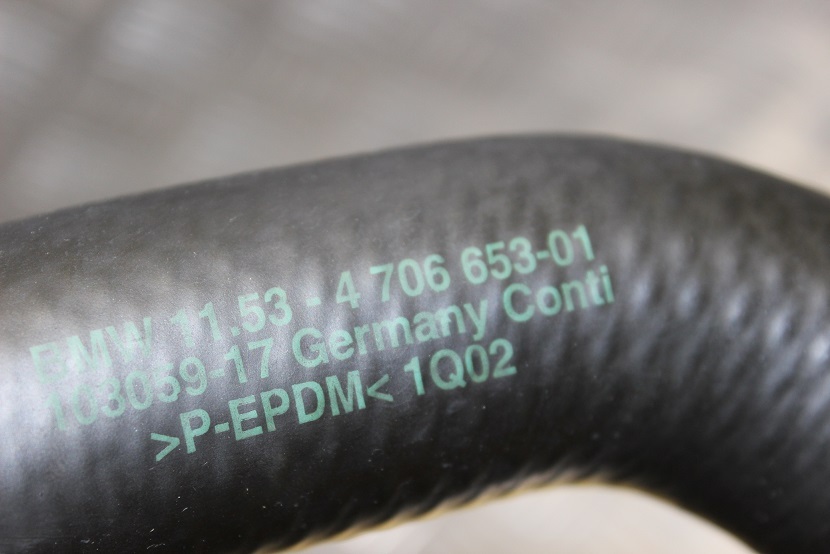 BMW 11.53 - 4 706 653-01
103059-17 Germany Conti
>P-EPDM< 1Q02